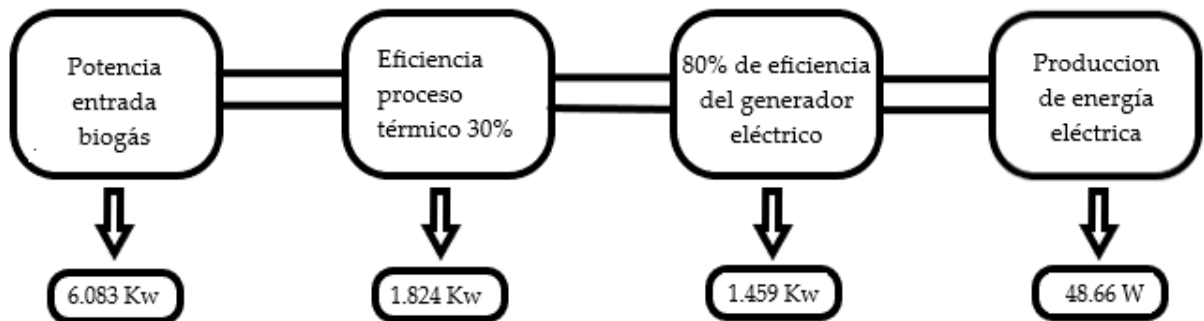 Potencia
entrada
biogás
Eficiencia
proceso
térmico 30%
80% de eficiencia
del generador
eléctrico
Produccion
de energía
eléctrica
6.083 Kw
1.824 Kw
1.459 Kw
48.66 W